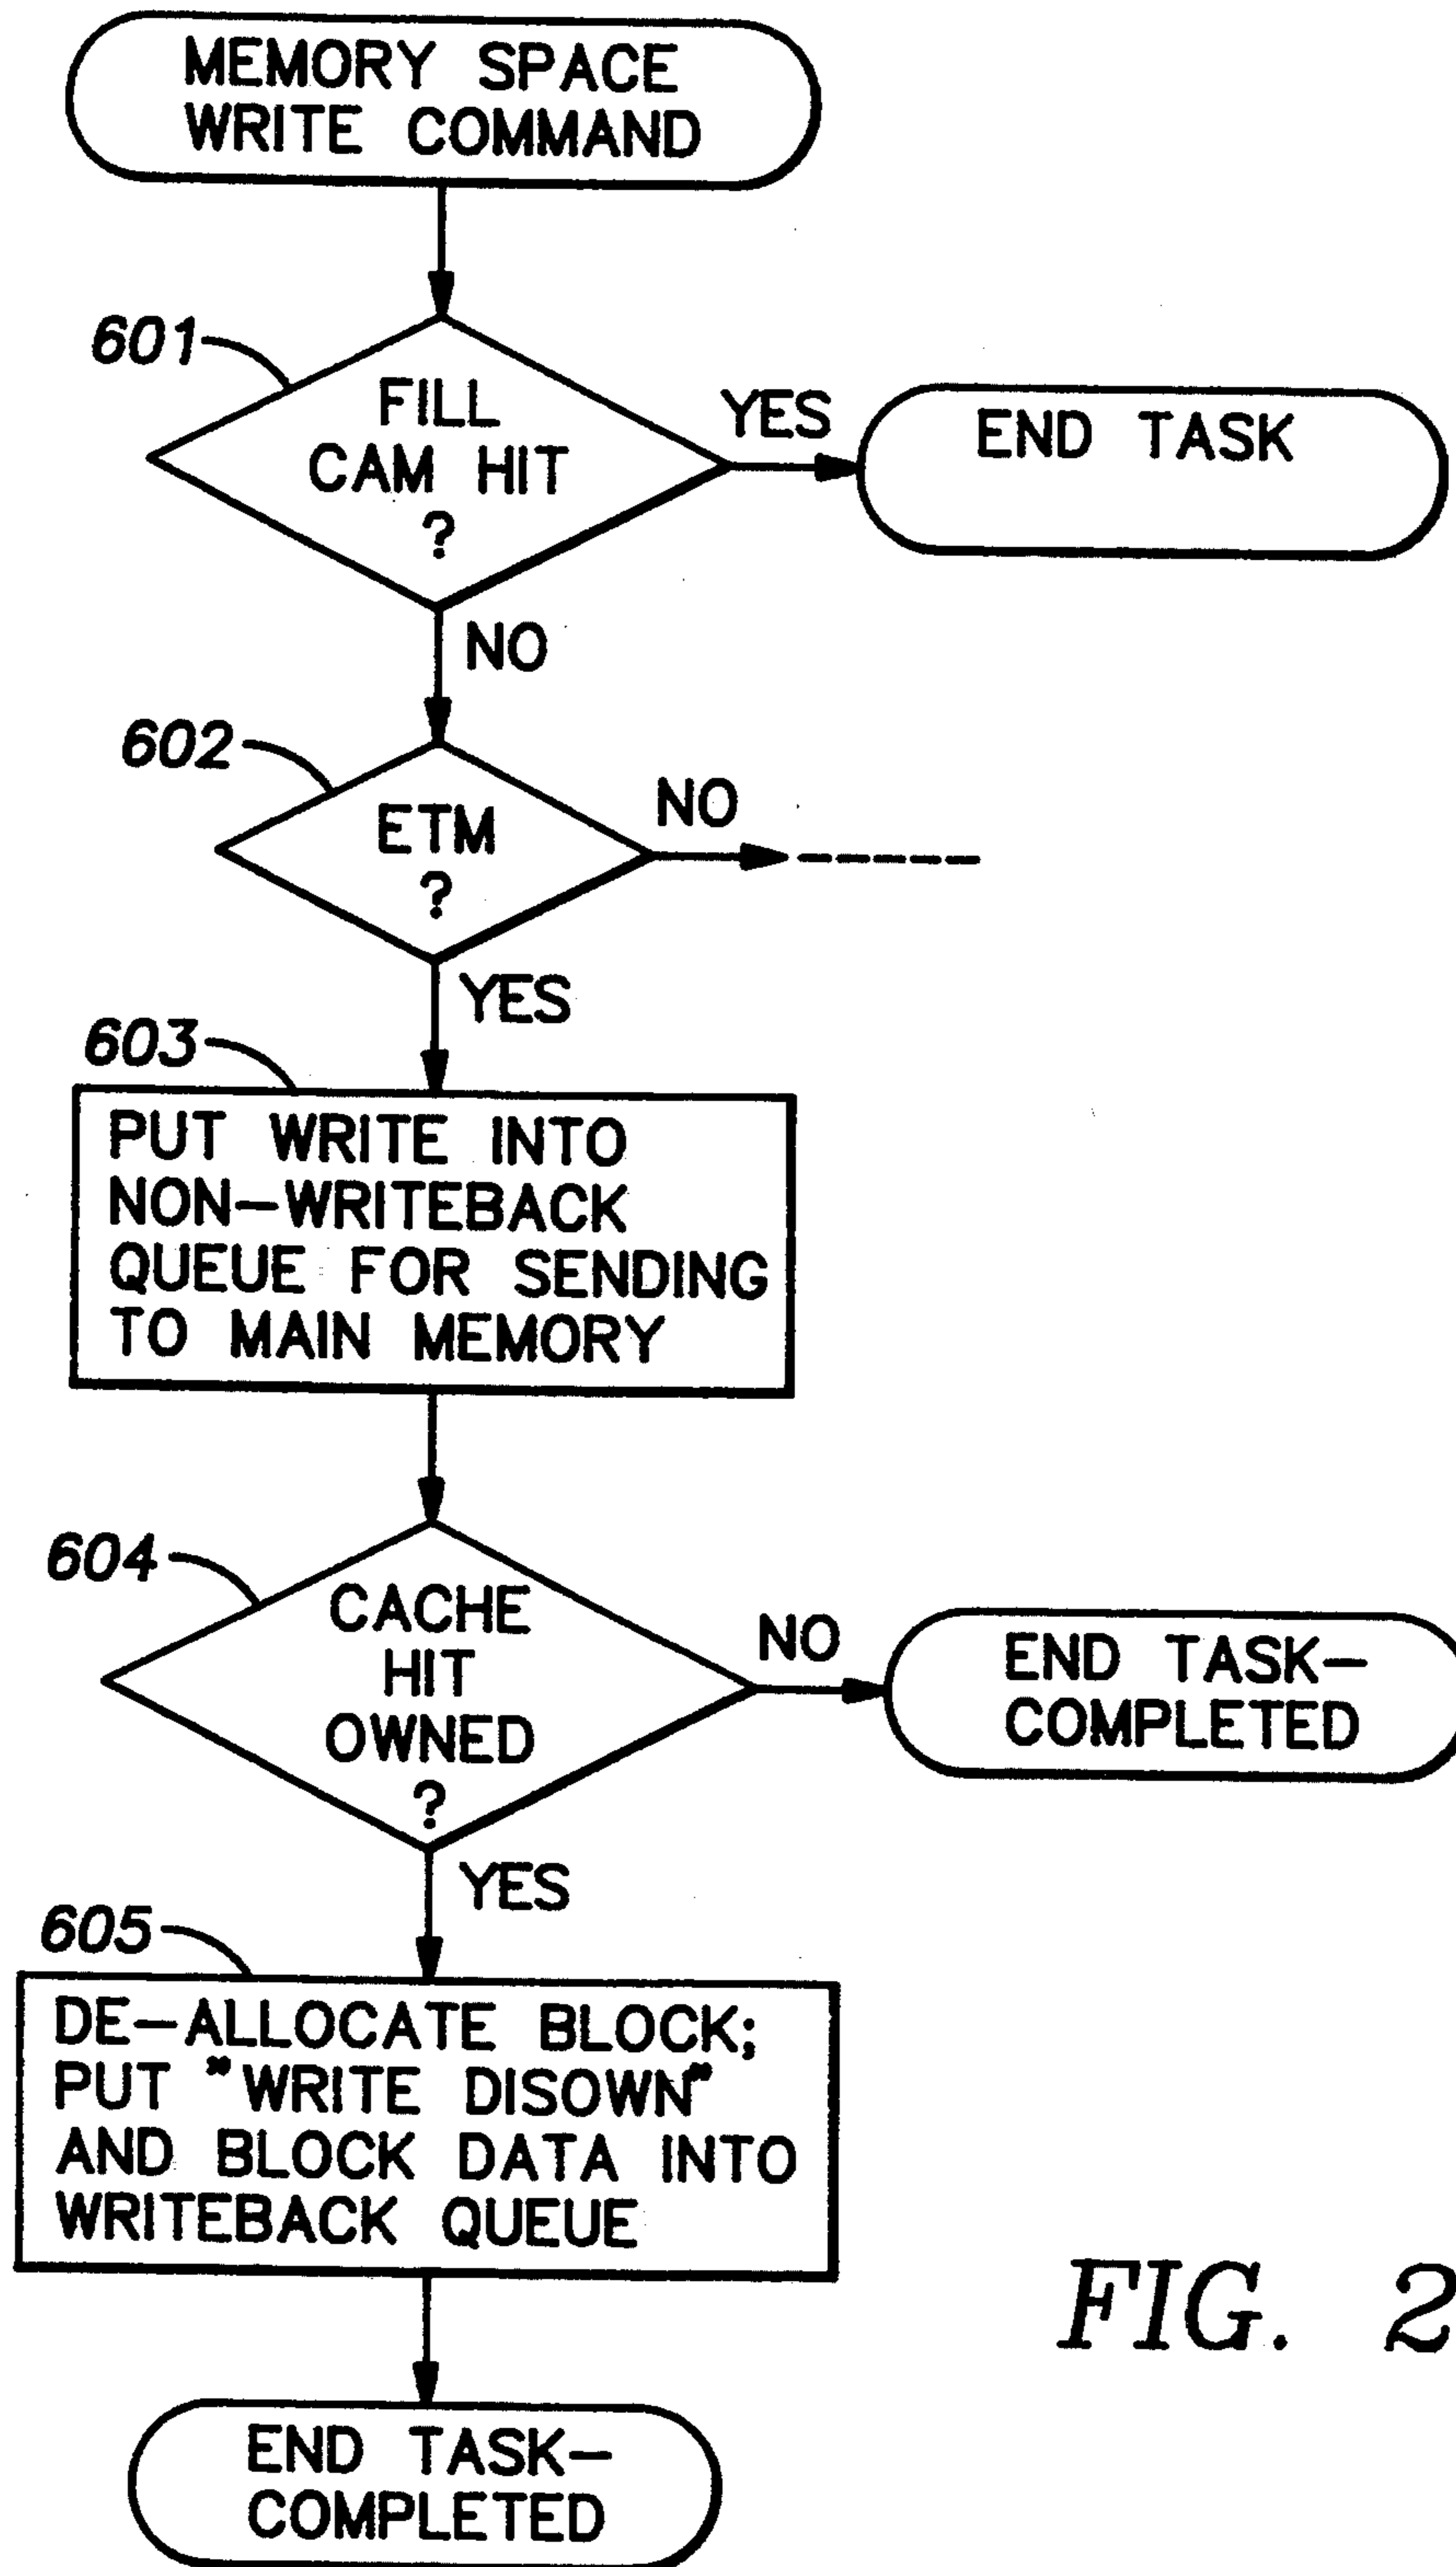 MEMORY SPACE
WRITE COMMAND
601
FILL
CAM HIT
?
YES
END TASK
NO
602
ETM
?
NO
YES
603
PUT WRITE INTO
NON-WRITEBACK
QUEUE FOR SENDING
TO MAIN MEMORY
604
CACHE
HIT
OWNED
?
NO
END TASK-
COMPLETED
YES
605
DE-ALLOCATE BLOCK;
PUT "WRITE DISOWN"
AND BLOCK DATA INTO
WRITEBACK QUEUE
END TASK-
COMPLETED
FIG. 2